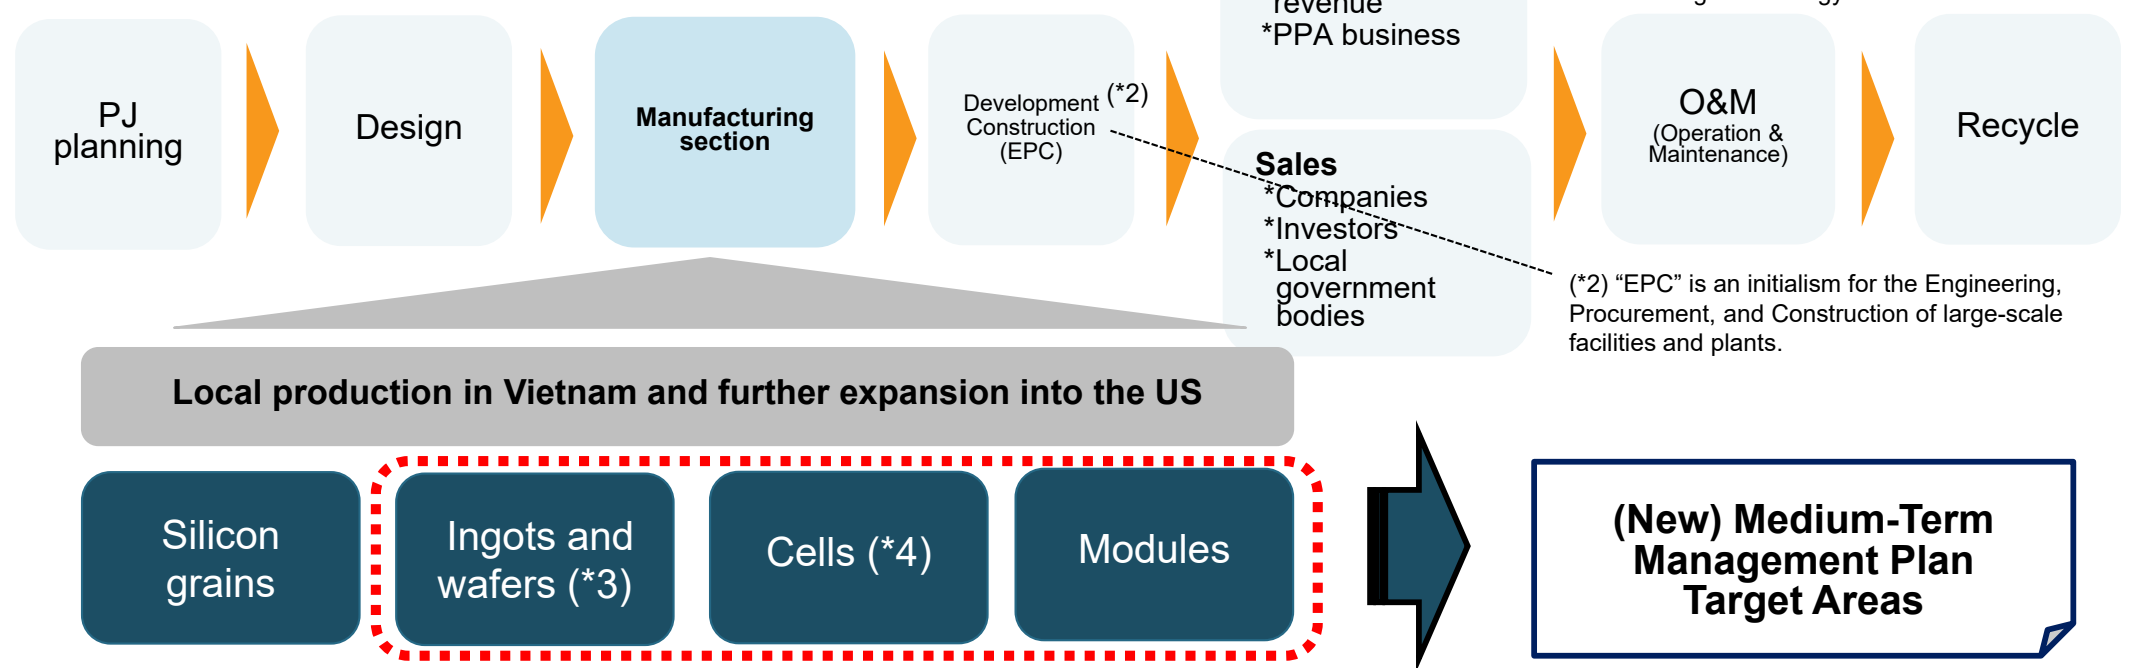 revenue
*PPA business
PJ
planning
Design
Manufacturing
section
Development (*2)
Construction
(EPC)
Sales
*Companies
*Investors
*Local
government
bodies
O&M
(Operation &
Maintenance)
Recycle
(*2) “EPC” is an initialism for the Engineering,
Procurement, and Construction of large-scale
facilities and plants.
Local production in Vietnam and further expansion into the US
Silicon
grains
Ingots and
wafers (*3)
Cells (*4)
Modules
(New) Medium-Term
Management Plan
Target Areas